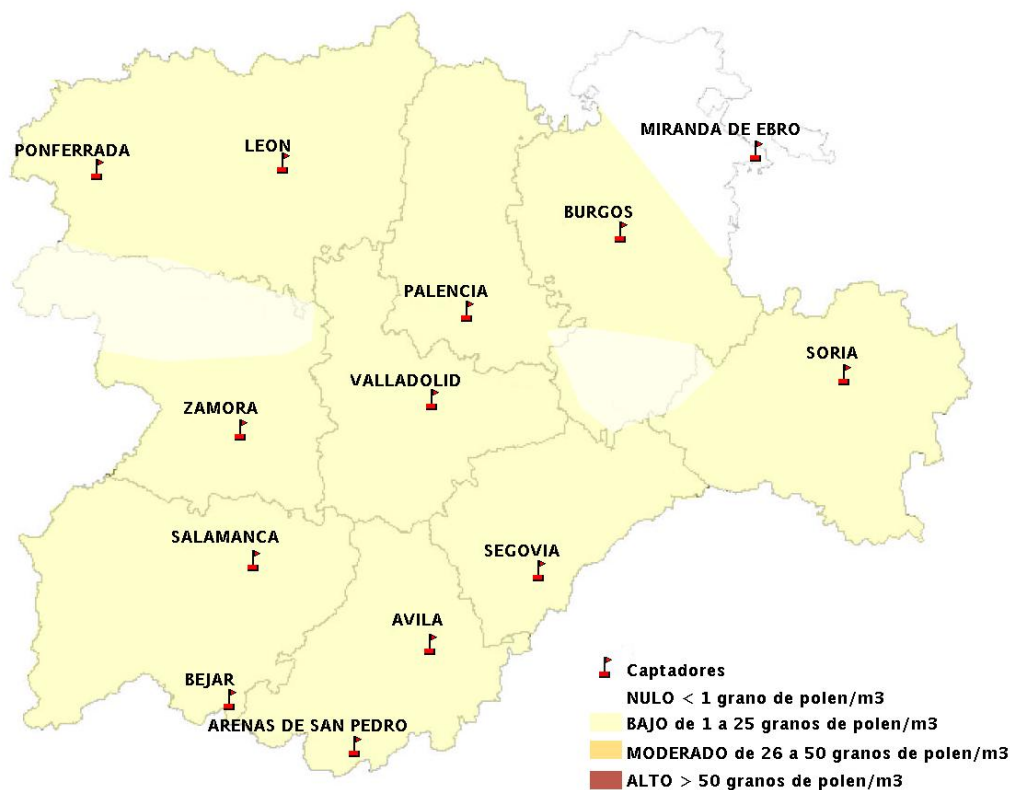 MIRANDA DE EBRO
PONFERRADA
LEON
BURGOS
PALENCIA
SORIA
VALLADOLID
ZAMORA
SALAMANCA
SEGOVIA
AVILA
BEJAR
ARENAS DE SAN PEDRO
Captadores
NULO < 1 grano de polen/m3
BAJO de 1 a 25 granos de polen/m3
MODERADO de 26 a 50 granos de polen/m3
ALTO > 50 granos de polen/m3